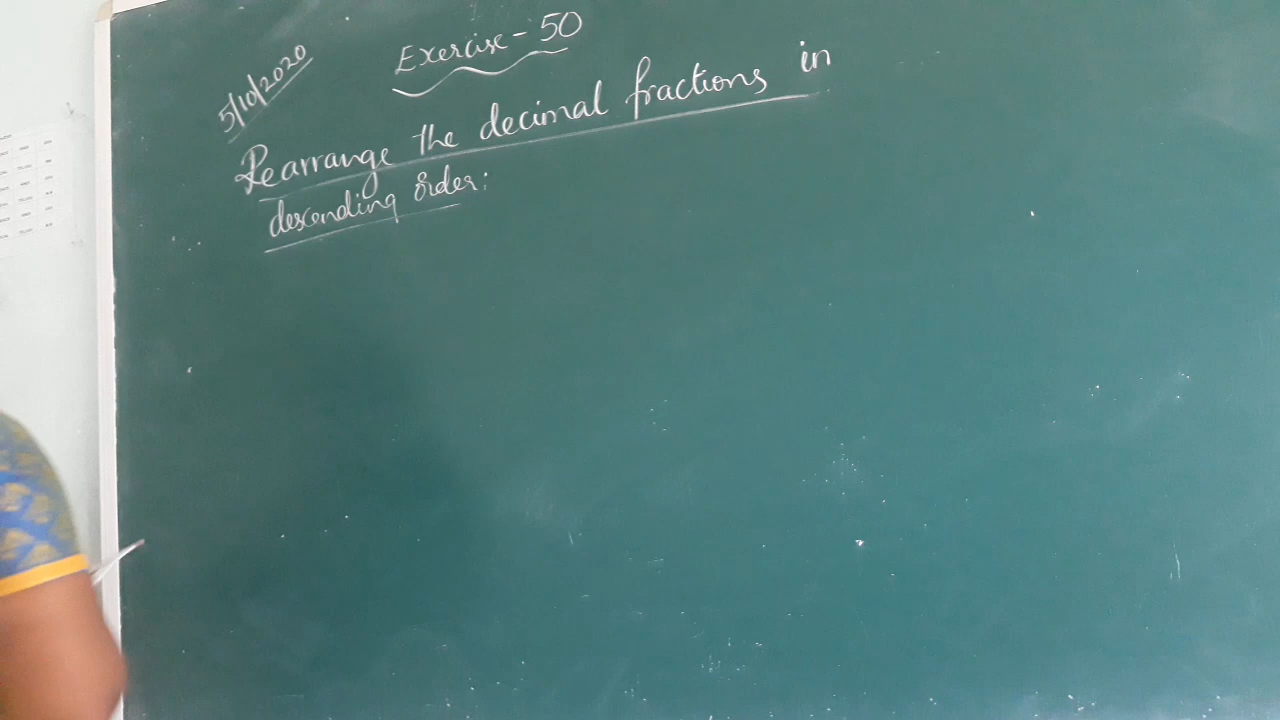 5/10/2020
Exercise - 50
Rearrange the decimal fractions in
descending order: